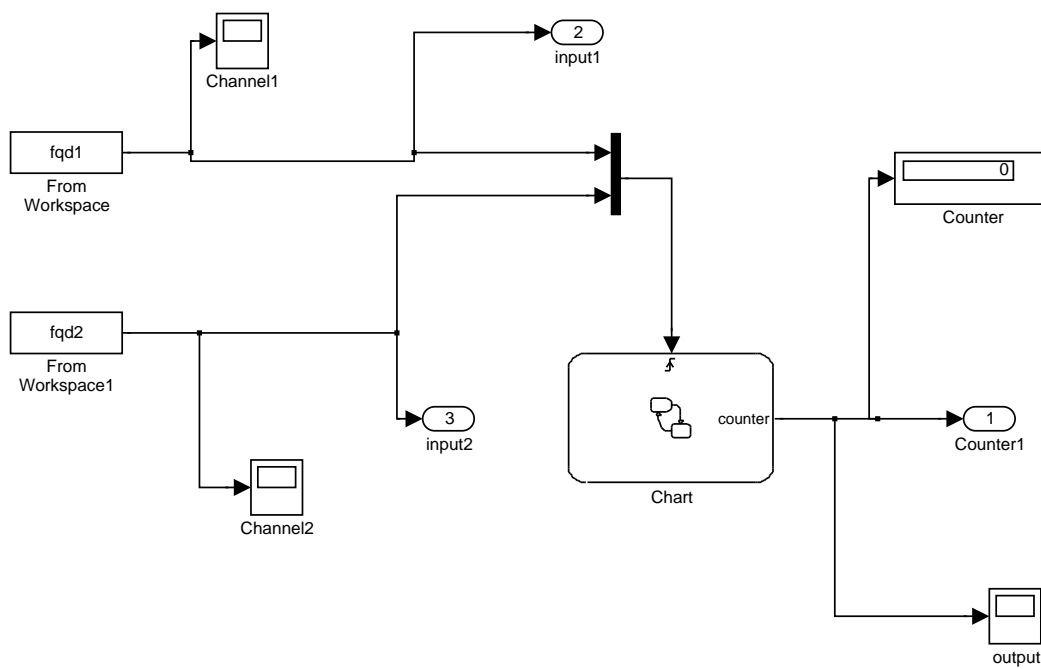 Channel1
2
input1
fqd1
From
Workspace
0
Counter
fqd2
From
Workspace1
3
input2
counter
1
Counter1
Chart
Channel2
output